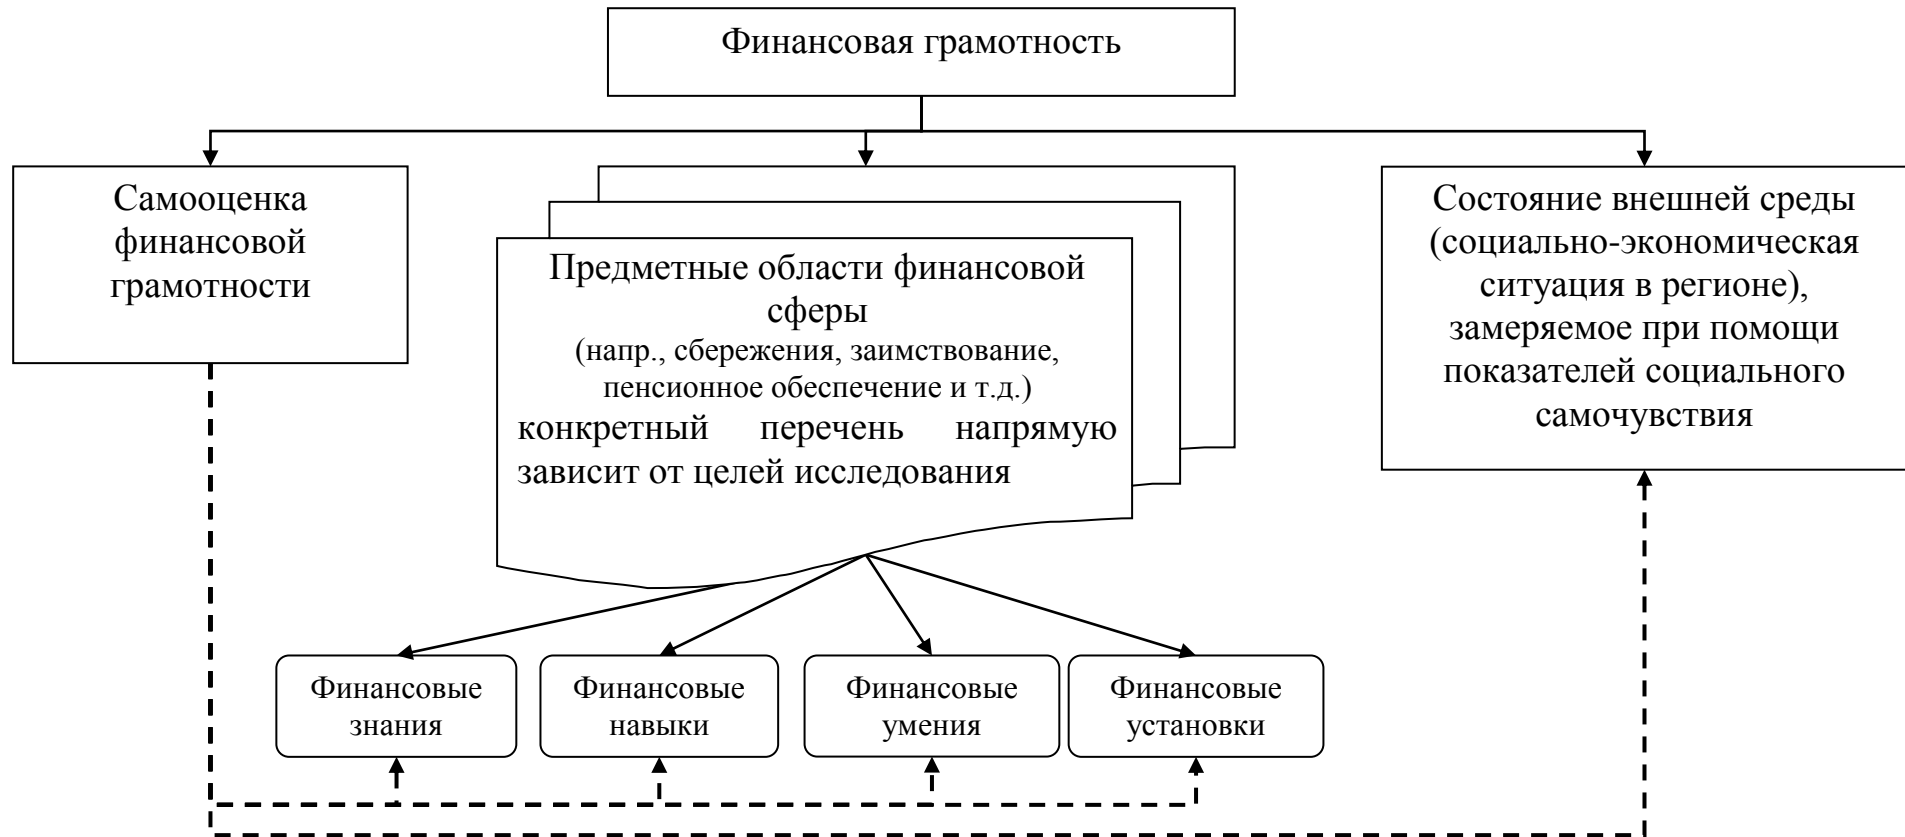 Финансовая грамотность
Самооценка
финансовой
грамотности
Предметные области финансовой
сферы
(напр., сбережения, заимствование,
пенсионное обеспечение и т.д.)
конкретный перечень напрямую
зависит от целей исследования
Состояние внешней среды
(социально-экономическая
ситуация в регионе),
замеряемое при помощи
показателей социального
самочувствия
Финансовые
знания
Финансовые
навыки
Финансовые
умения
Финансовые
установки